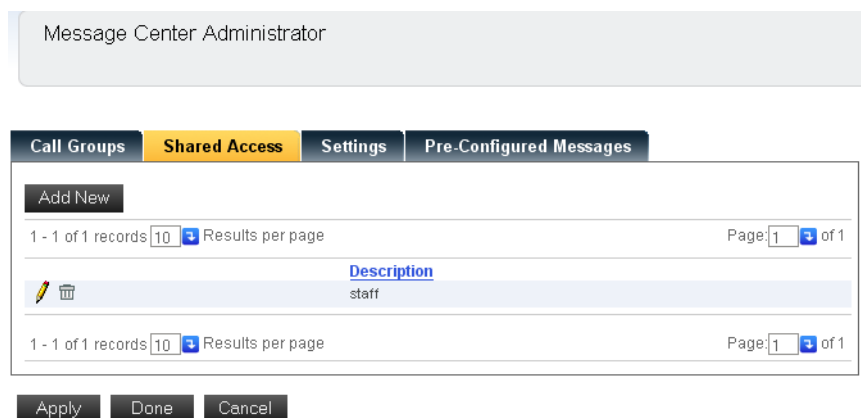 Message Center Administrator
Call Groups Shared Access Settings Pre-Configured Messages
Add New
1 - 1 of 1 records 10 Results per page Page: 1 of 1
Description
staff
1 - 1 of 1 records 10 Results per page Page: 1 of 1
Apply Done Cancel